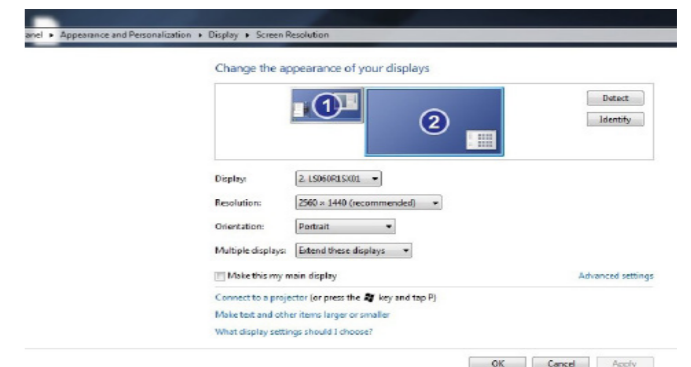 anel ▸ Appearance and Personalization ▸ Display ▸ Screen Resolution
Change the appearance of your displays
1
2
Detect
Identify
Display: 2. LS060R1SX01
Resolution: 2560 × 1440 (recommended)
Orientation: Portrait
Multiple displays: Extend these displays
Make this my main display Advanced settings
Connect to a projector (or press the key and tap P)
Make text and other items larger or smaller
What display settings should I choose?
OK Cancel Apply